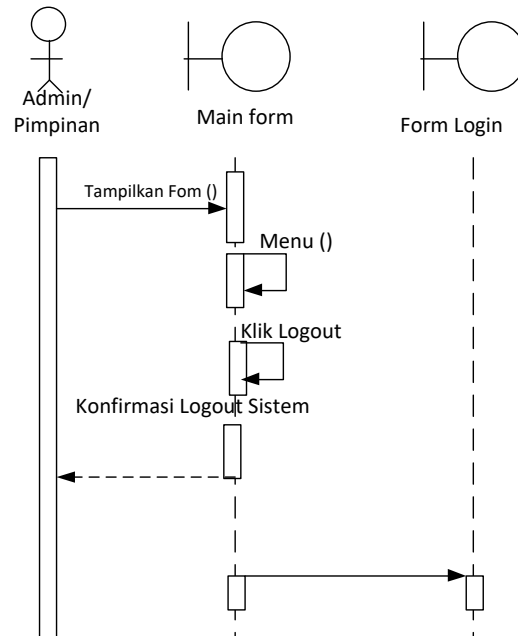 Admin/
Pimpinan
Main form
Form Login
Tampilkan Fom ()
Menu ()
Klik Logout
Konfirmasi Logout Sistem